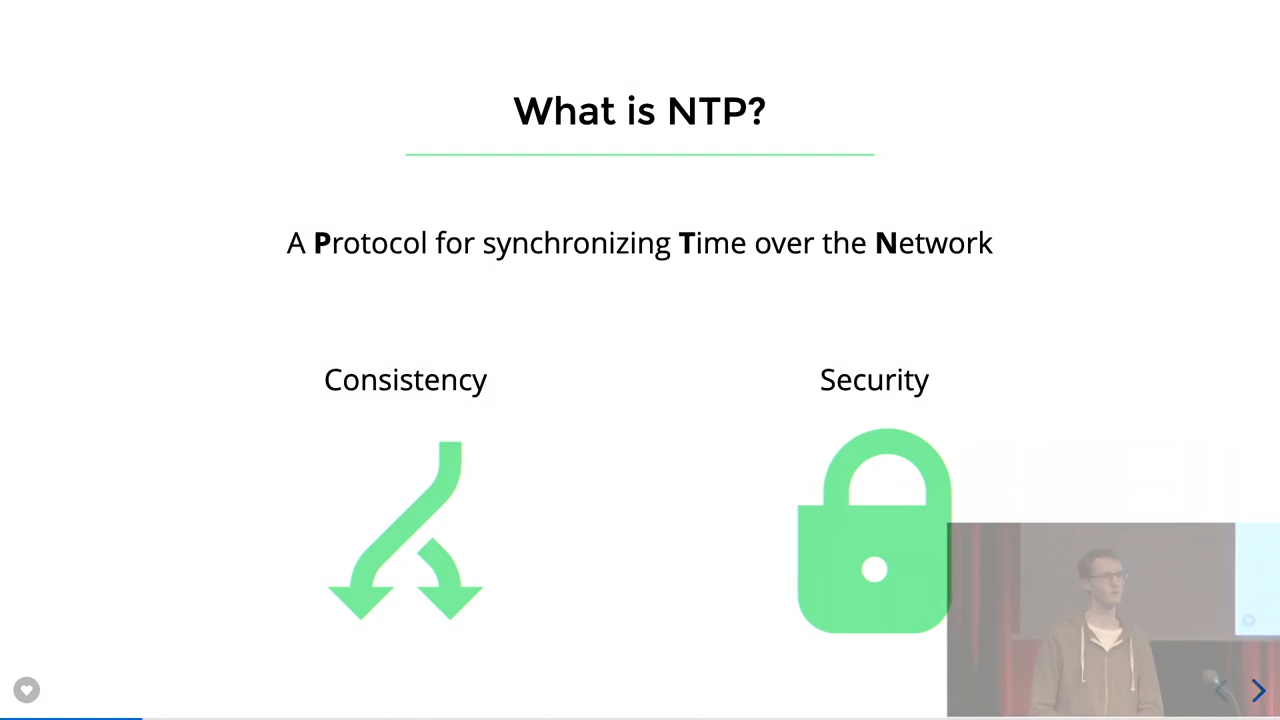 What is NTP?
A Protocol for synchronizing Time over the Network
Consistency
Security